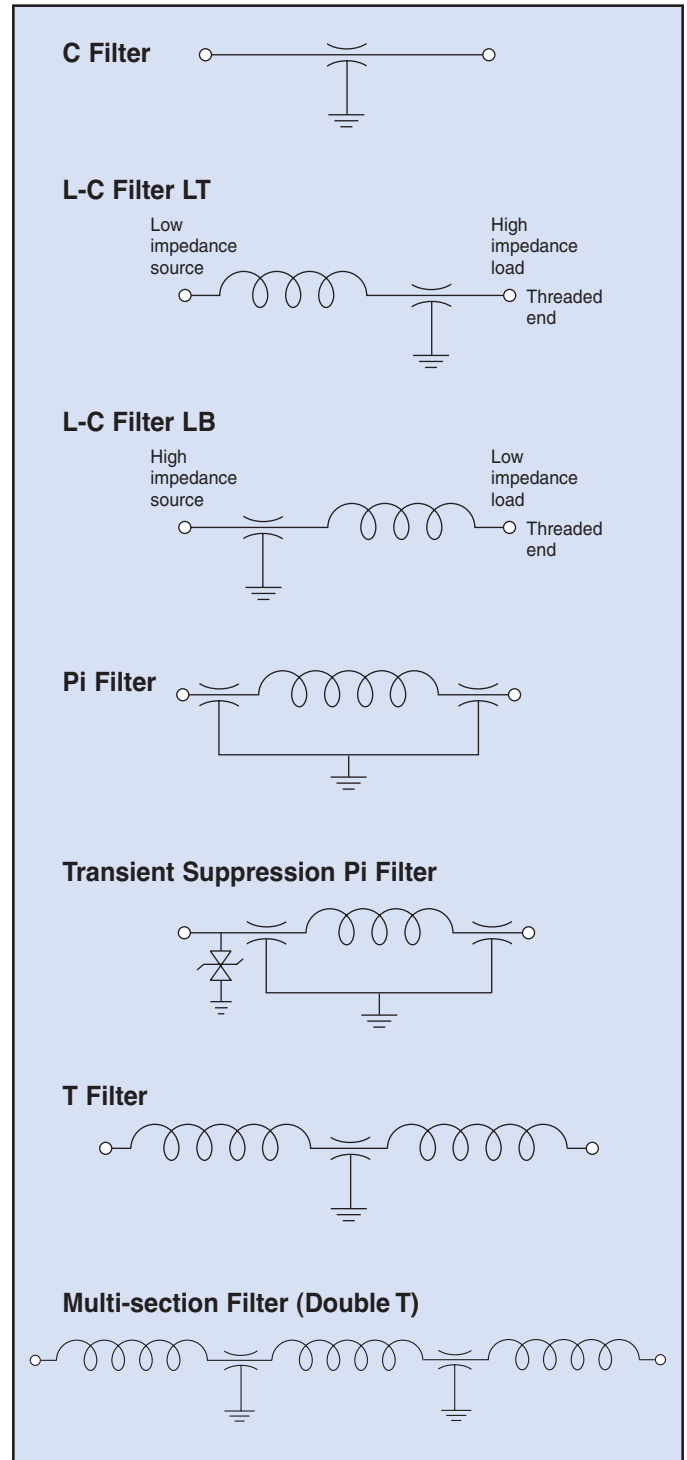 C Filter
L-C Filter LT
Low
impedance
source
High
impedance
load
Threaded
end
L-C Filter LB
High
impedance
source
Low
impedance
load
Threaded
end
Pi Filter
Transient Suppression Pi Filter
T Filter
Multi-section Filter (Double T)